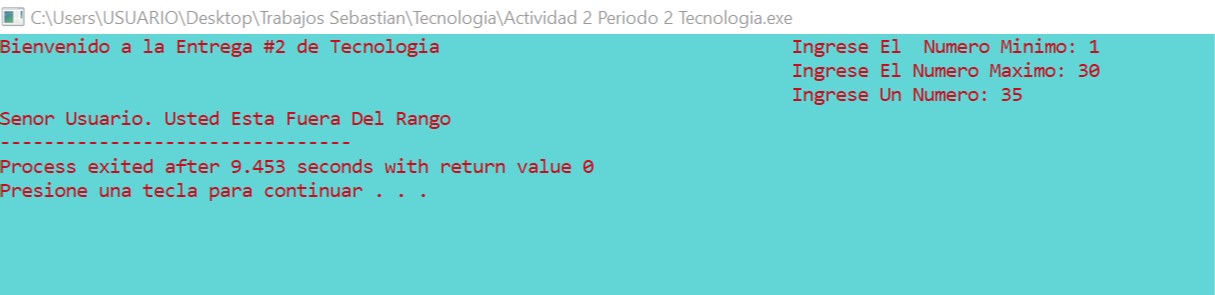 C:\Users\USUARIO\Desktop\Trabajos Sebastian\Tecnologia\Actividad 2 Periodo 2 Tecnologia.exe
Bienvenido a la Entrega #2 de Tecnologia Ingrese El  Numero Minimo: 1
Ingrese El Numero Maximo: 30
Ingrese Un Numero: 35
Senor Usuario. Usted Esta Fuera Del Rango
--------------------------------
Process exited after 9.453 seconds with return value 0
Presione una tecla para continuar . . .